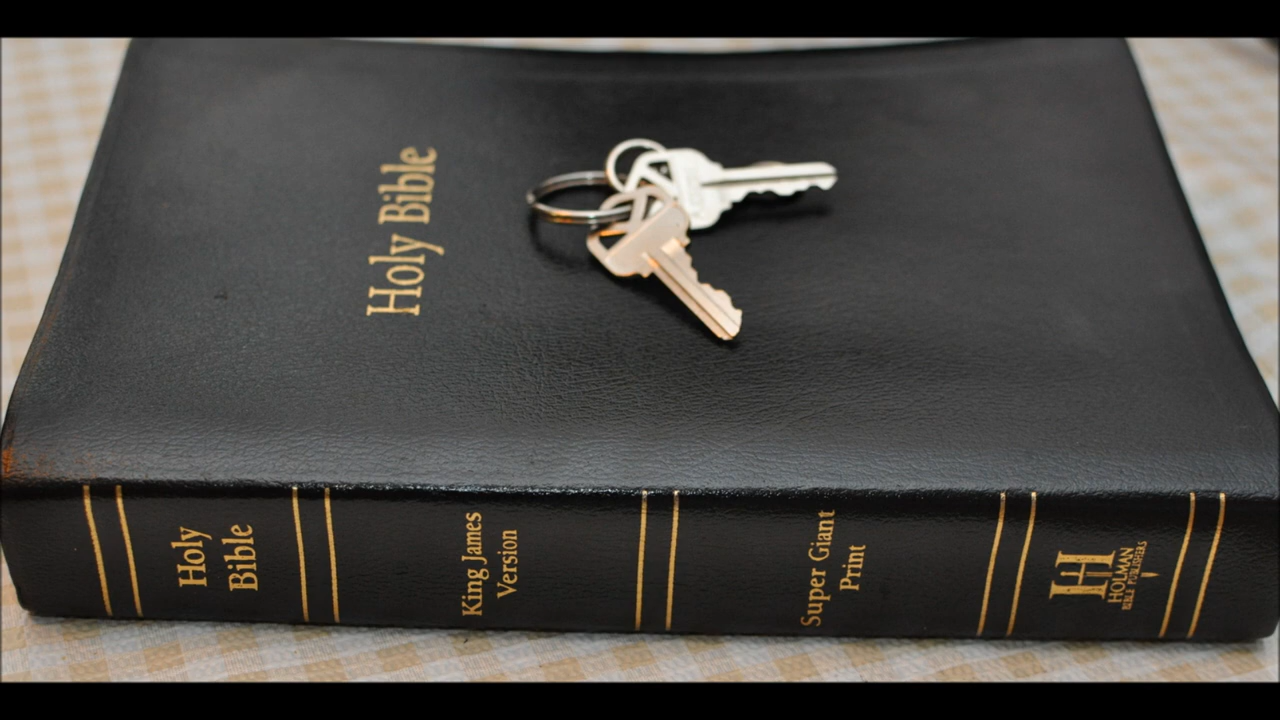 Holy Bible
Holy
Bible
King James
Version
Super Giant
Print
HOLMAN
BIBLE PUBLISHERS